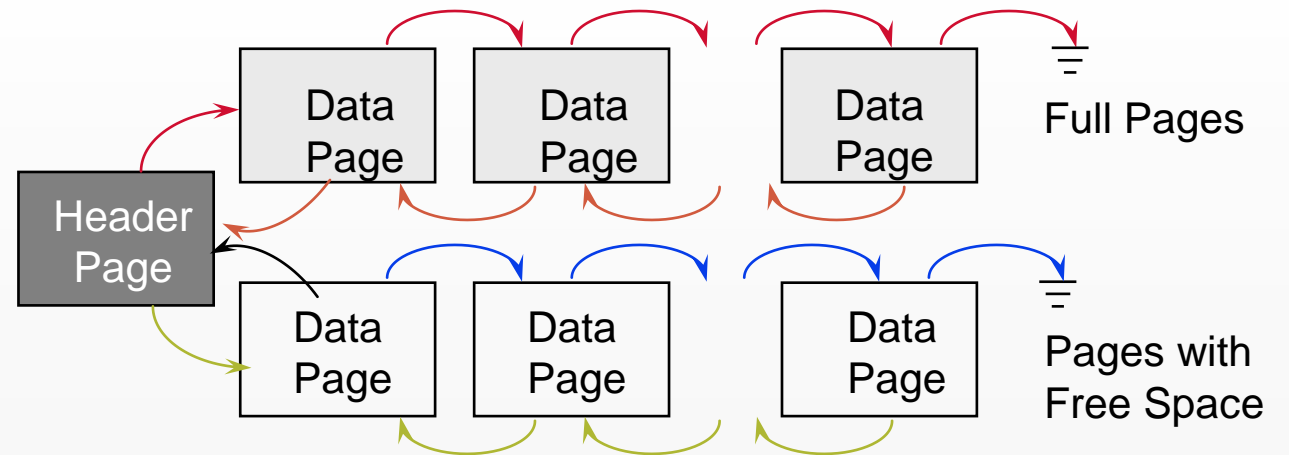 Data
Page
Data
Page
Data
Page
Full Pages
Header
Page
Data
Page
Data
Page
Data
Page
Pages with
Free Space